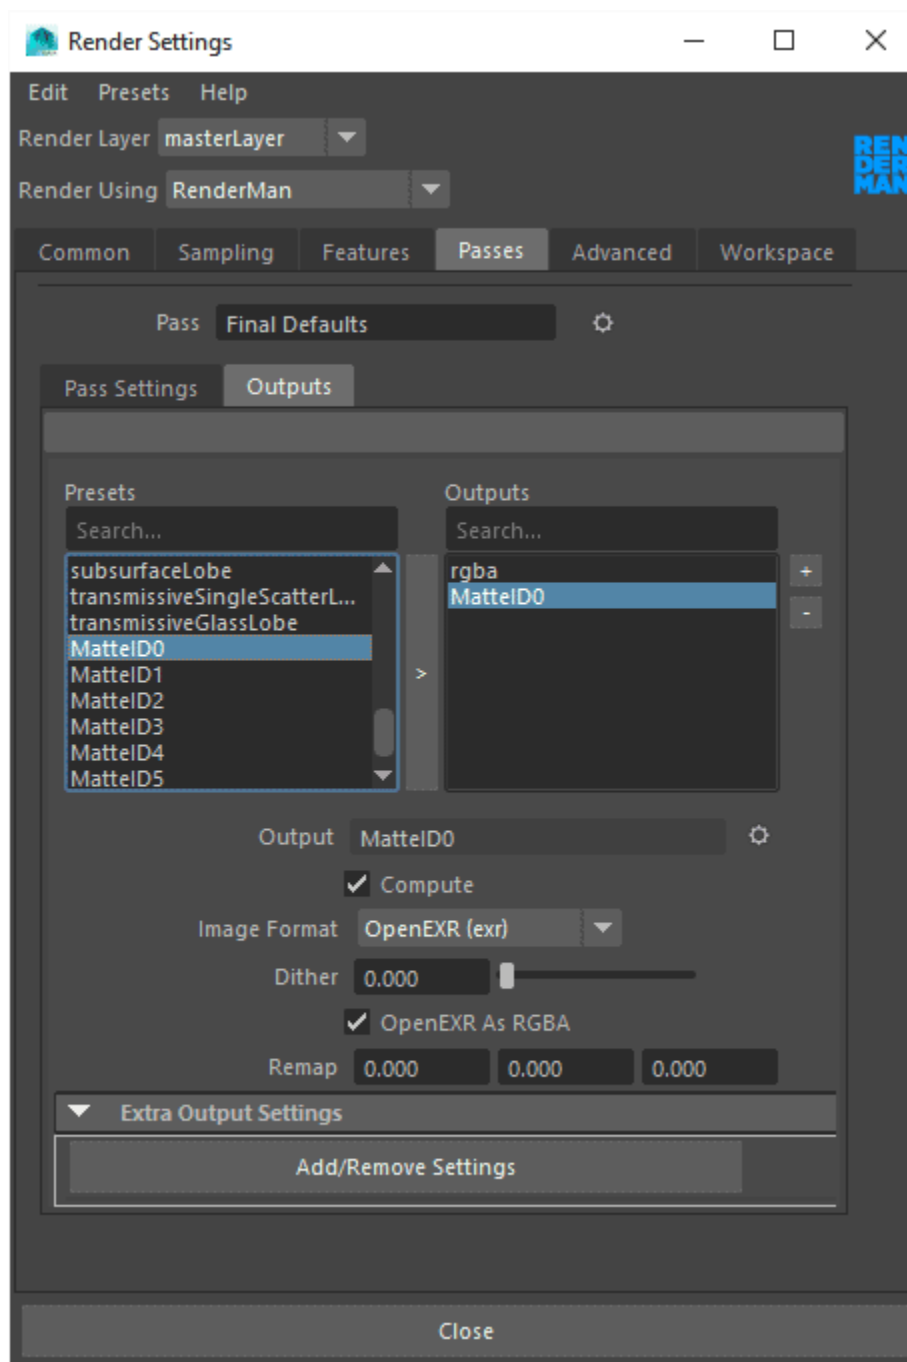 Render Settings
Edit Presets Help
Render Layer masterLayer
REN
DER
MAN
Render Using RenderMan
Common Sampling Features Passes Advanced Workspace
Pass Final Defaults
Pass Settings Outputs
Presets Outputs
Search... Search...
subsurfaceLobe rgba +
transmissiveSingleScatterL... MatteID0 -
transmissiveGlassLobe
MatteID0
MatteID1 >
MatteID2
MatteID3
MatteID4
MatteID5
Output MatteID0
Compute
Image Format OpenEXR (exr)
Dither 0.000
OpenEXR As RGBA
Remap 0.000 0.000 0.000
Extra Output Settings
Add/Remove Settings
Close